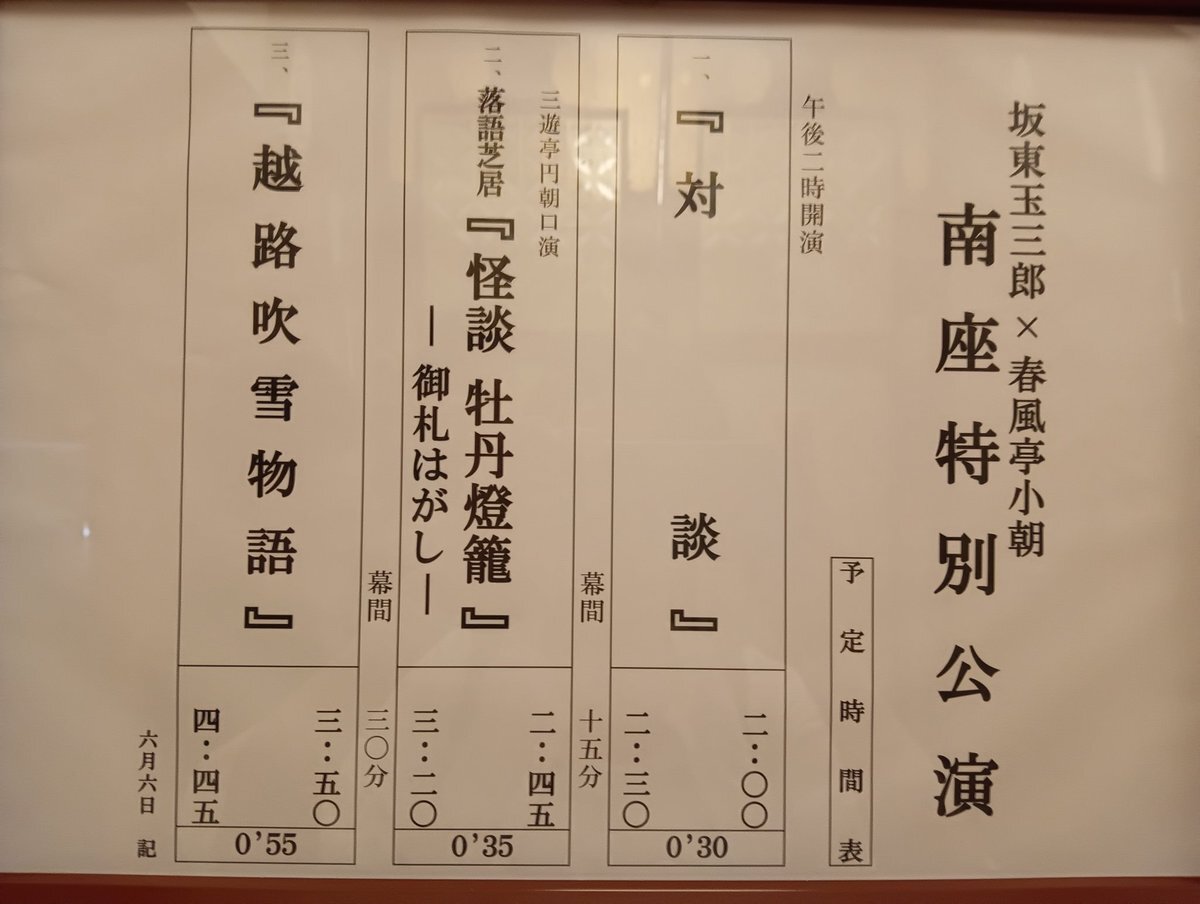 坂東玉三郎×春風亭小朝
南座特別公演
予定時間表
午後二時開演
一、『対談』
二:〇〇
二:三〇
0’30
幕間 十五分
三遊亭円朝口演
二、落語芝居『怪談 牡丹燈籠』
―御札はがし―
二:四五
三:二〇
0’35
幕間 三〇分
三、『越路吹雪物語』
三:五〇
四:四五
0’55
六月六日 記